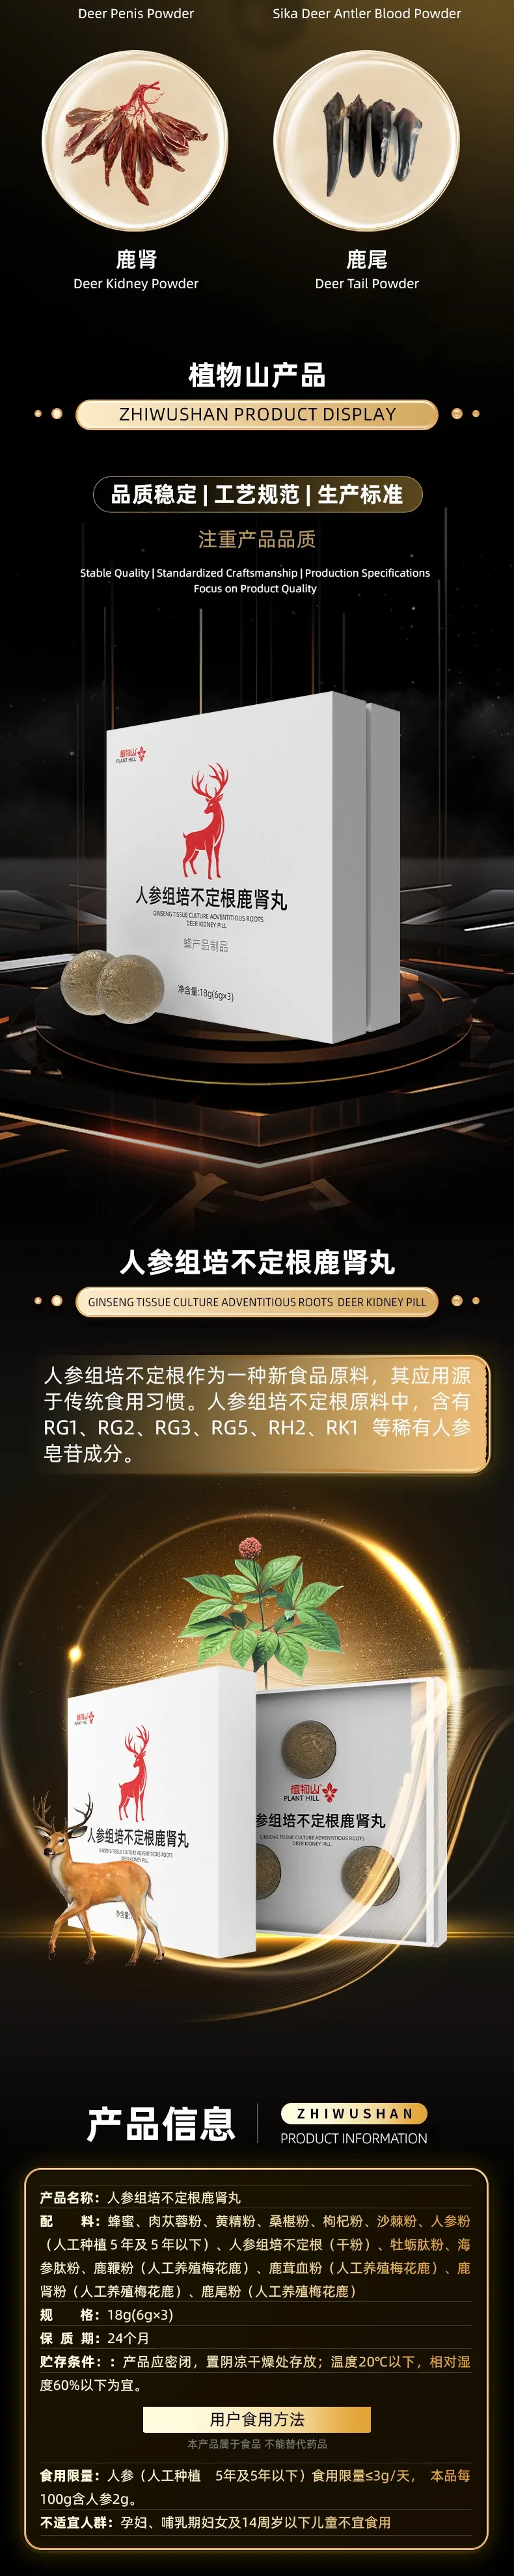 Deer Penis Powder
Sika Deer Antler Blood Powder
鹿肾
鹿尾
Deer Kidney Powder
Deer Tail Powder
植物山产品
ZHIWUSHAN PRODUCT DISPLAY
品质稳定 | 工艺规范 | 生产标准
注重产品品质
Stable Quality | Standardized Craftsmanship | Production Specifications
Focus on Product Quality
植物山
PLANT HILL
人参组培不定根鹿肾丸
GINSENG TISSUE CULTURE ADVENTITIOUS ROOTS
DEER KIDNEY PILL
蜂产品制品
净含量:18g(6g×3)
人参组培不定根鹿肾丸
GINSENG TISSUE CULTURE ADVENTITIOUS ROOTS DEER KIDNEY PILL
人参组培不定根作为一种新食品原料，其应用源
于传统食用习惯。人参组培不定根原料中，含有
RG1、RG2、RG3、RG5、RH2、RK1 等稀有人参
皂苷成分。
植物山
PLANT HILL
人参组培不定根鹿肾丸
GINSENG TISSUE CULTURE ADVENTITIOUS ROOTS
DEER KIDNEY PILL
净含量:
植物山
PLANT HILL
参组培不定根鹿肾丸
GINSENG TISSUE CULTURE ADVENTITIOUS ROOTS
DEER KIDNEY PILL
产品信息
ZHIWUSHAN
PRODUCT INFORMATION
产品名称：人参组培不定根鹿肾丸
配 料：蜂蜜、肉苁蓉粉、黄精粉、桑椹粉、枸杞粉、沙棘粉、人参粉
（人工种植 5 年及 5 年以下）、人参组培不定根（干粉）、牡蛎肽粉、海
参肽粉、鹿鞭粉（人工养殖梅花鹿）、鹿茸血粉（人工养殖梅花鹿）、鹿
肾粉（人工养殖梅花鹿）、鹿尾粉（人工养殖梅花鹿）
规 格：18g(6g×3)
保 质 期：24个月
贮存条件：：产品应密闭，置阴凉干燥处存放；温度20℃以下，相对湿
度60%以下为宜。
用户食用方法
本产品属于食品 不能替代药品
食用限量：人参（人工种植 5年及5年以下）食用限量≤3g/天， 本品每
100g含人参2g。
不适宜人群：孕妇、哺乳期妇女及14周岁以下儿童不宜食用